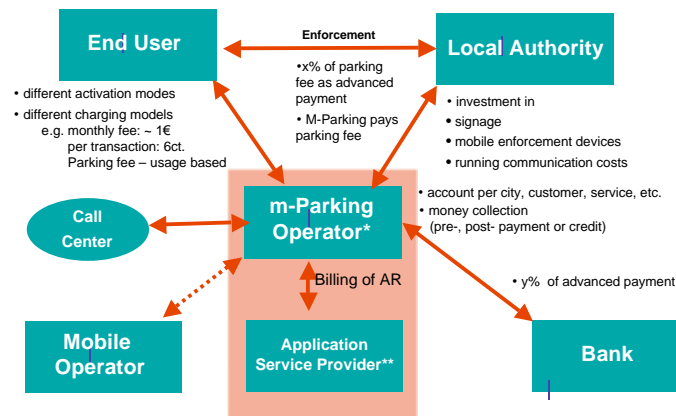 End User
Enforcement
Local Authority
•x% of parking
fee as advanced
payment
• M-Parking pays
parking fee
• different activation modes
• different charging models
e.g. monthly fee: ~ 1€
per transaction: 6ct.
Parking fee – usage based
• investment in
• signage
• mobile enforcement devices
• running communication costs
• account per city, customer, service, etc.
• money collection
(pre-, post- payment or credit)
m-Parking
Operator*
Call
Center
Billing of AR
• y% of advanced payment
Mobile
Operator
Application
Service Provider**
Bank